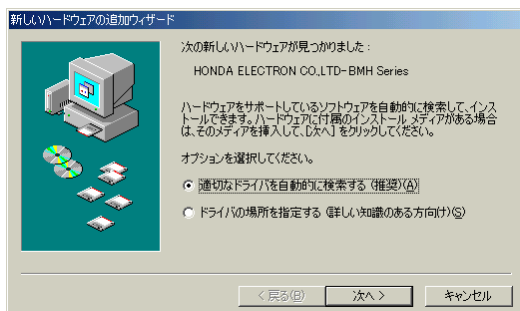 新しいハードウェアの追加ウィザード
次の新しいハードウェアが見つかりました：
HONDA ELECTRON CO.,LTD-BMH Series
ハードウェアをサポートしているソフトウェアを自動的に検索して、インス
トールできます。ハードウェアに付属のインストール メディアがある場合
は、そのメディアを挿入して、[次へ] をクリックしてください。
オプションを選択してください。
適切なドライバを自動的に検索する (推奨)(A)
ドライバの場所を指定する (詳しい知識のある方向け)(S)
< 戻る(B)
次へ >
キャンセル